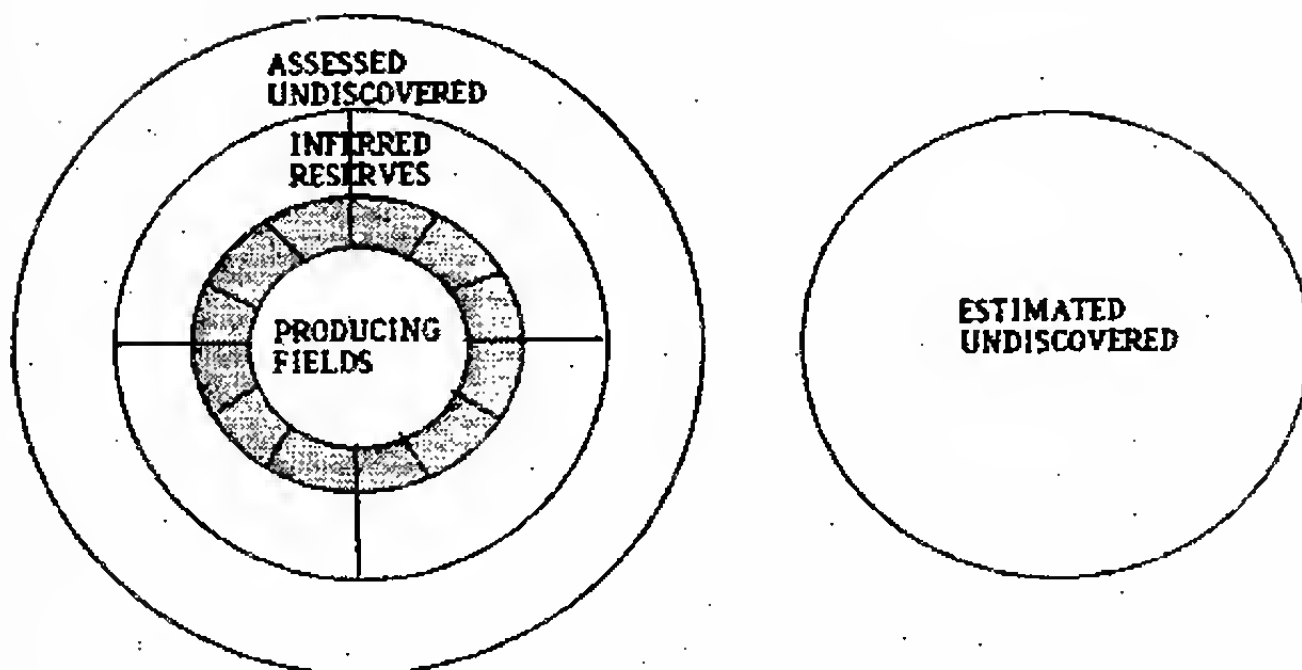 ASSESSED
UNDISCOVERED
INFERRED
RESERVES
PRODUCING
FIELDS
ESTIMATED
UNDISCOVERED